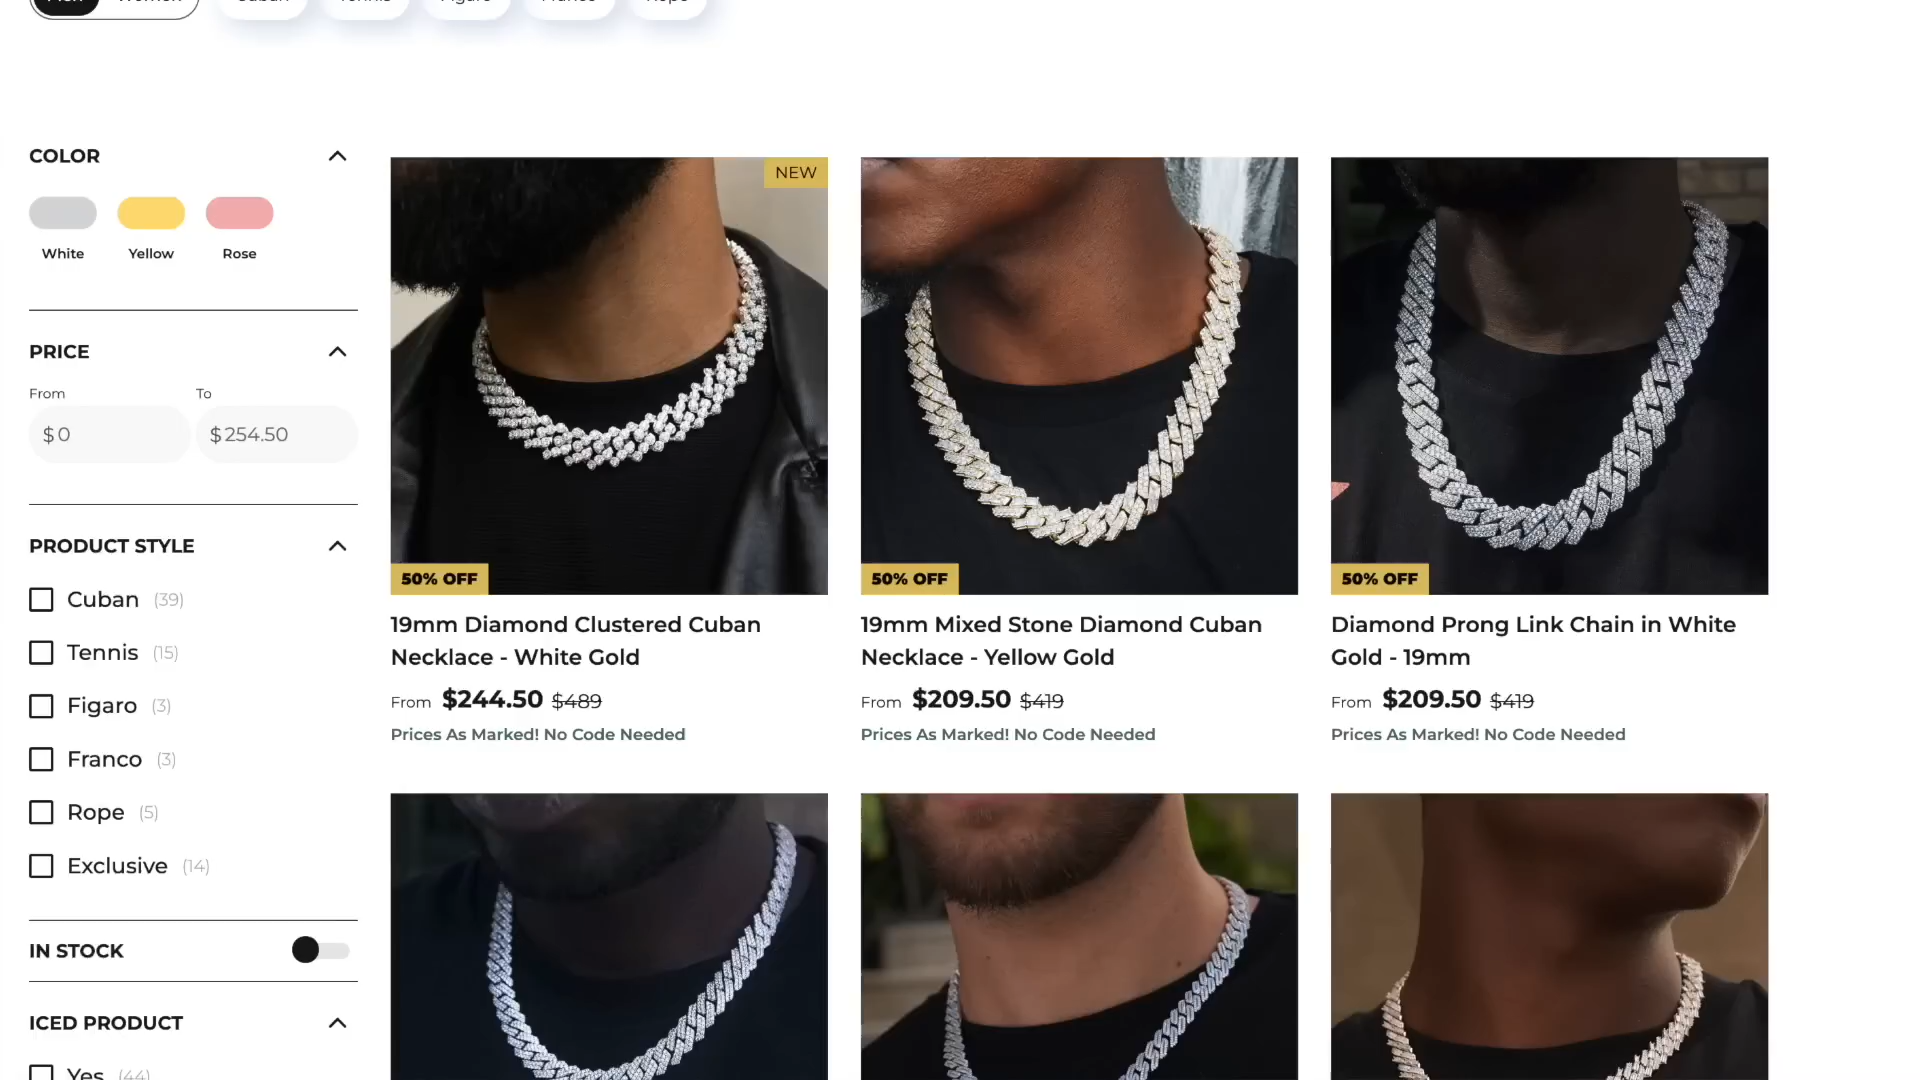 COLOR
White
Yellow
Rose
PRICE
From
To
$ 0
$ 254.50
PRODUCT STYLE
Cuban (39)
Tennis (15)
Figaro (3)
Franco (3)
Rope (5)
Exclusive (14)
IN STOCK
ICED PRODUCT
Yes (44)
NEW
50% OFF
19mm Diamond Clustered Cuban
Necklace - White Gold
From $244.50 $489
Prices As Marked! No Code Needed
50% OFF
19mm Mixed Stone Diamond Cuban
Necklace - Yellow Gold
From $209.50 $419
Prices As Marked! No Code Needed
50% OFF
Diamond Prong Link Chain in White
Gold - 19mm
From $209.50 $419
Prices As Marked! No Code Needed